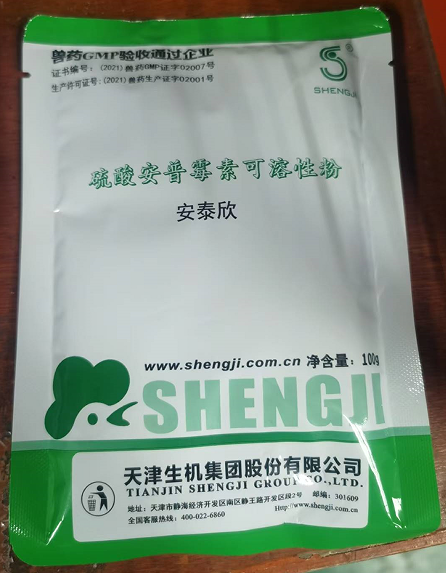 兽药GMP验收通过企业
证书编号：(2021)兽药GMP证字02007号
生产许可证号：(2021)兽药生产证字02001号
®
SHENGJI
硫酸安普霉素可溶性粉
安泰欣
www.shengji.com.cn 净含量：100g
SHENGJI
天津生机集团股份有限公司
TIANJIN SHENGJI GROUP CO.,LTD.
地址：天津市静海经济开发区南区静王路开发区段2号 邮编：301609
全国客服热线：400-022-6860 Http://www.shengji.com.cn